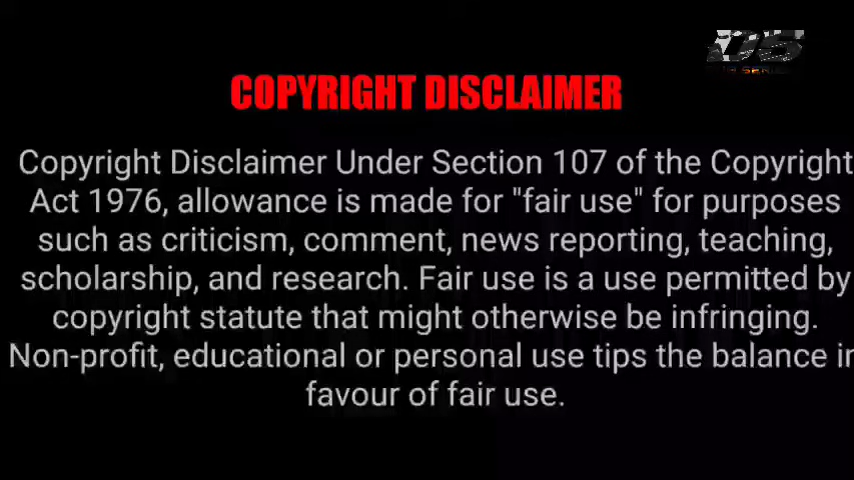 DS
SERIES
COPYRIGHT DISCLAIMER
Copyright Disclaimer Under Section 107 of the Copyright
Act 1976, allowance is made for "fair use" for purposes
such as criticism, comment, news reporting, teaching,
scholarship, and research. Fair use is a use permitted by
copyright statute that might otherwise be infringing.
Non-profit, educational or personal use tips the balance in
favour of fair use.